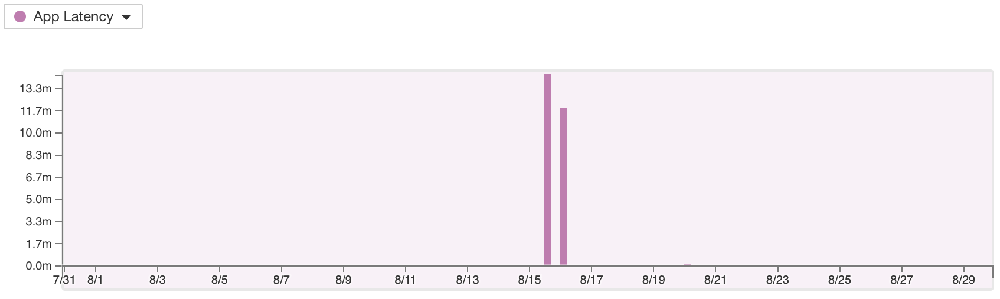 App Latency
13.3m
11.7m
10.0m
8.3m
6.7m
5.0m
3.3m
1.7m
0.0m
7/31 8/1 8/3 8/5 8/7 8/9 8/11 8/13 8/15 8/17 8/19 8/21 8/23 8/25 8/27 8/29